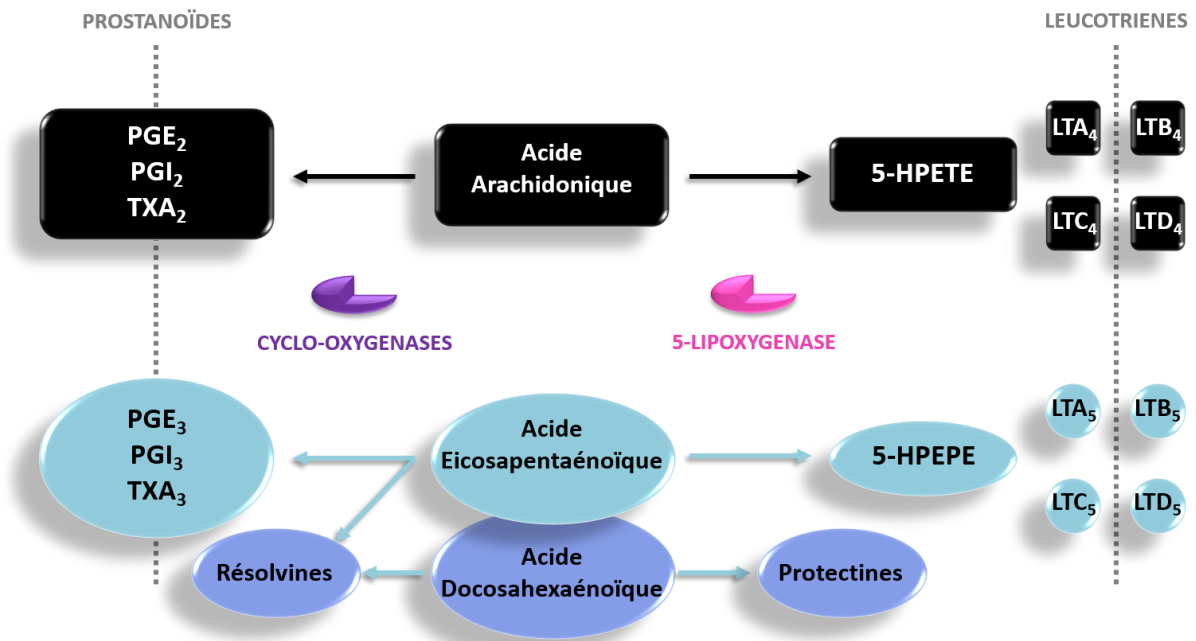 PROSTANOÏDES
LEUCOTRIENES
PGE₂
PGI₂
TXA₂
Acide
Arachidonique
5-HPETE
LTA₄
LTB₄
LTC₄
LTD₄
CYCLO-OXYGENASES
5-LIPOXYGENASE
PGE₃
PGI₃
TXA₃
Acide
Eicosapentaénoïque
5-HPEPE
LTA₅
LTB₅
LTC₅
LTD₅
Résolvines
Acide
Docosahexaénoïque
Protectines